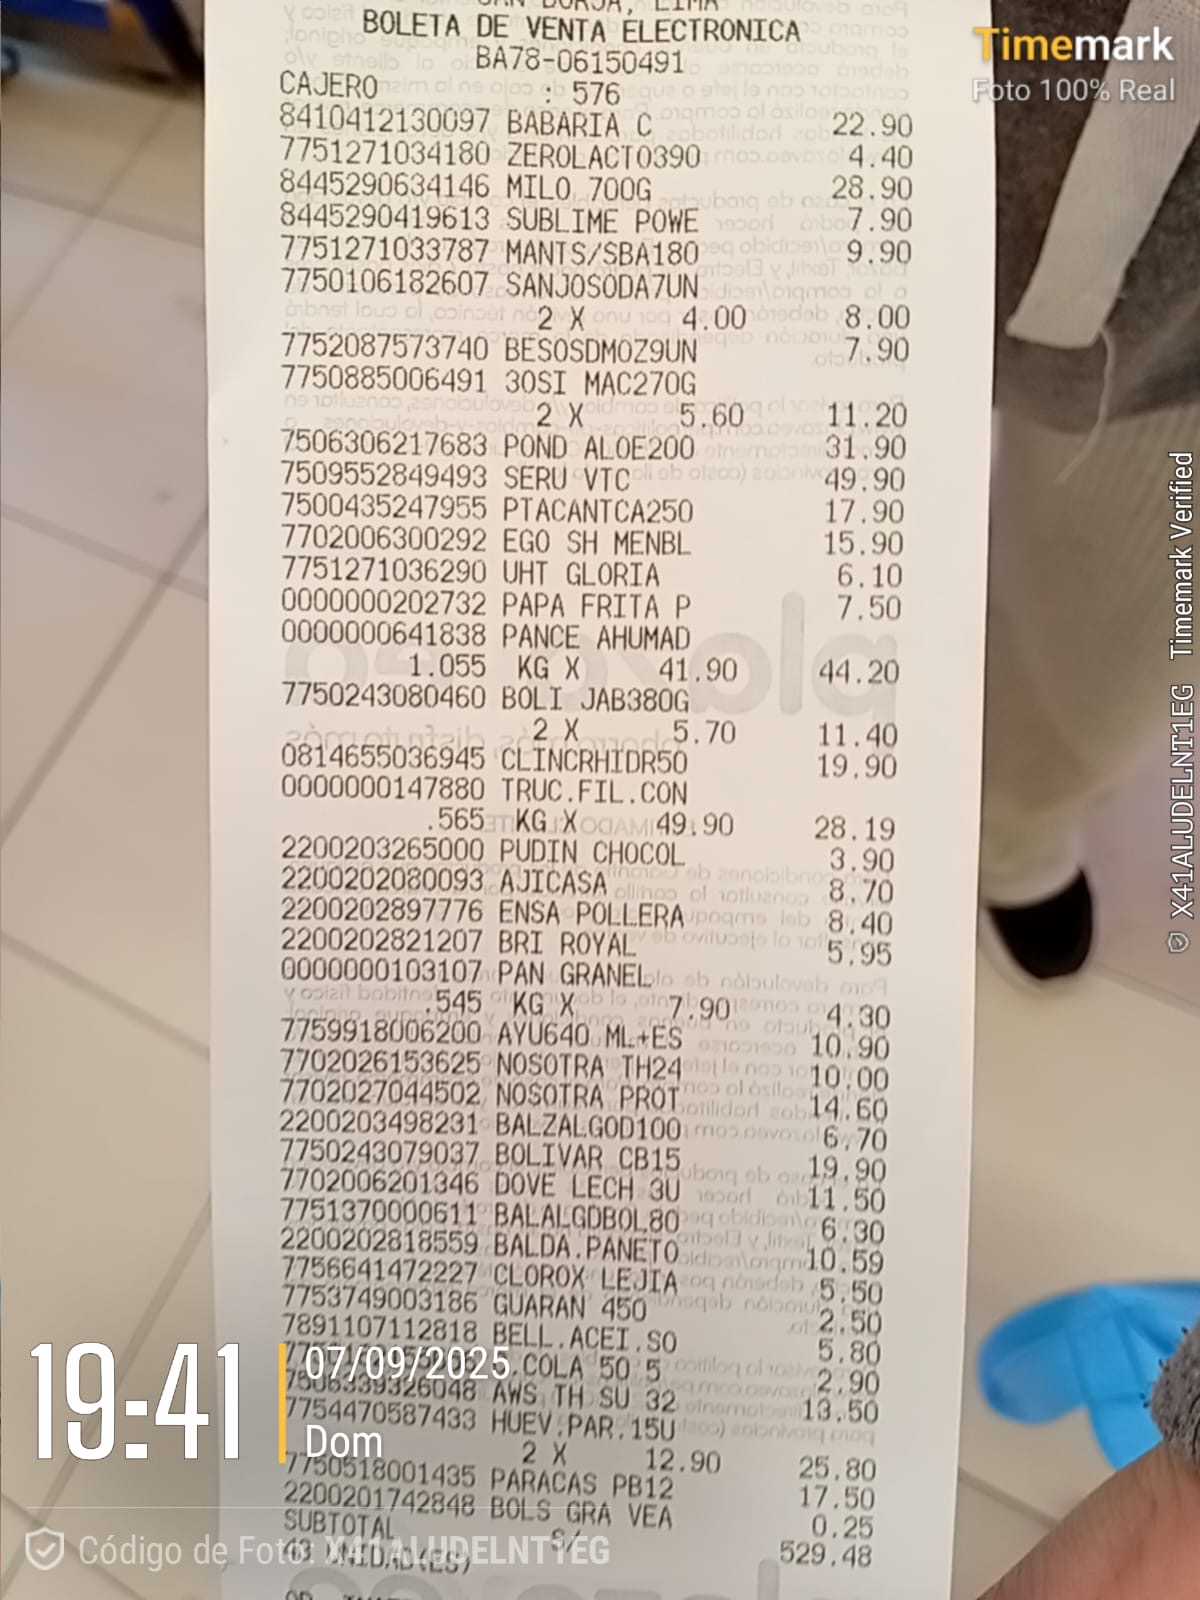 SAN BORJA, LIMA
BOLETA DE VENTA ELECTRONICA
BA78-06150491
CAJERO : 576
8410412130097 BABARIA C 22.90
7751271034180 ZEROLACTO390 4.40
8445290634146 MILO 700G 28.90
8445290419613 SUBLIME POWE 7.90
7751271033787 MANTS/SBA180 9.90
7750106182607 SANJOSODA7UN
2 X 4.00 8.00
7752087573740 BESOSDMOZ9UN 7.90
7750885006491 30SI MAC270G
2 X 5.60 11.20
7506306217683 POND ALOE200 31.90
7509552849493 SERU VTC 49.90
7500435247955 PTACANTCA250 17.90
7702006300292 EGO SH MENBL 15.90
7751271036290 UHT GLORIA 6.10
0000000202732 PAPA FRITA P 7.50
0000000641838 PANCE AHUMAD
1.055 KG X 41.90 44.20
7750243080460 BOLI JAB380G
2 X 5.70 11.40
0814655036945 CLINCRHIDR50 19.90
0000000147880 TRUC.FIL.CON
.565 KG X 49.90 28.19
2200203265000 PUDIN CHOCOL 3.90
2200202080093 AJICASA 8.70
2200202897776 ENSA POLLERA 8.40
2200202821207 BRI ROYAL 5.95
0000000103107 PAN GRANEL
.545 KG X 7.90 4.30
7759918006200 AYU640 ML+ES 10.90
7702026153625 NOSOTRA TH24 10.00
7702027044502 NOSOTRA PROT 14.60
2200203498231 BALZALGOD100 6.70
7750243079037 BOLIVAR CB15 19.90
7702006201346 DOVE LECH 3U 11.50
7751370000611 BALALGDBOL80 6.30
2200202818559 BALDA.PANETO 10.59
7756641472227 CLOROX LEJIA 5.50
7753749003186 GUARAN 450 2.50
7891107112818 BELL.ACEI.SO 5.80
COLA 50 5 2.90
7506339326048 AWS TH SU 32 13.50
7754470587433 HUEV.PAR.15U
2 X 12.90 25.80
7750518001435 PARACAS PB12 17.50
2200201742848 BOLS GRA VEA 0.25
SUBTOTAL S/ 529.48
Timemark
Foto 100% Real
X41ALUDELNT1EG Timemark Verified
19:41
07/09/2025
Dom
Código de Foto: X41ALUDELNT1EG